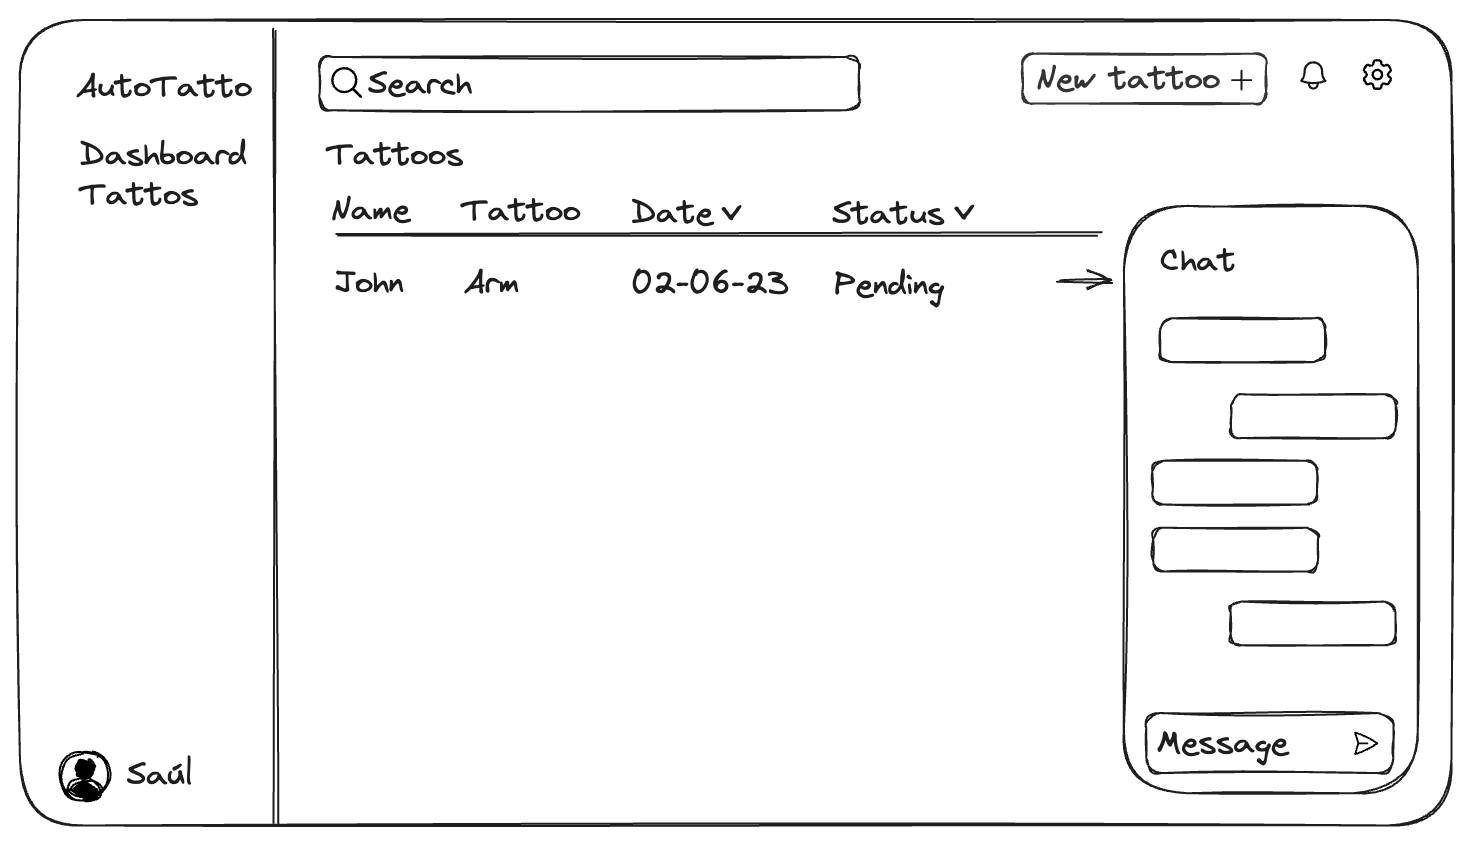 AutoTatto
Dashboard
Tattos
Saúl
Search
New tattoo +
Tattoos
Name Tattoo Date Status
John Arm 02-06-23 Pending
Chat
Message